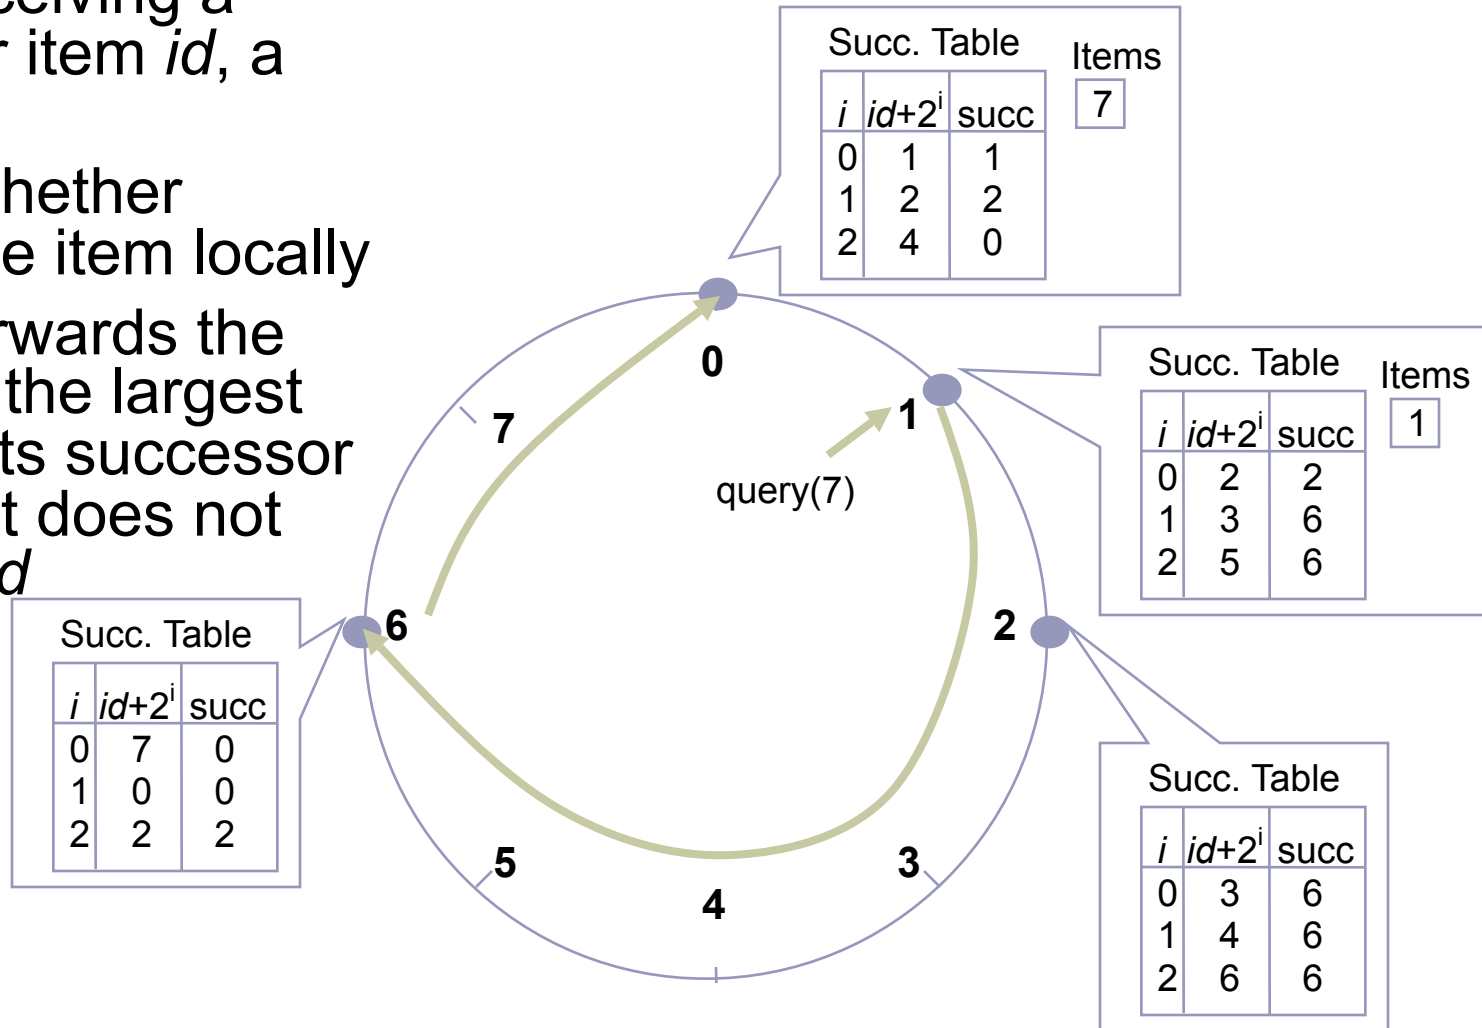 ceiving a
r item id, a
hether
e item locally
rwards the
the largest
ts successor
t does not
d
Succ. Table
Items
7
i id+2ⁱ succ
0 1 1
1 2 2
2 4 0
Succ. Table
Items
1
i id+2ⁱ succ
0 2 2
1 3 6
2 5 6
0
1
7
query(7)
6
2
5
3
4
Succ. Table
i id+2ⁱ succ
0 7 0
1 0 0
2 2 2
Succ. Table
i id+2ⁱ succ
0 3 6
1 4 6
2 6 6